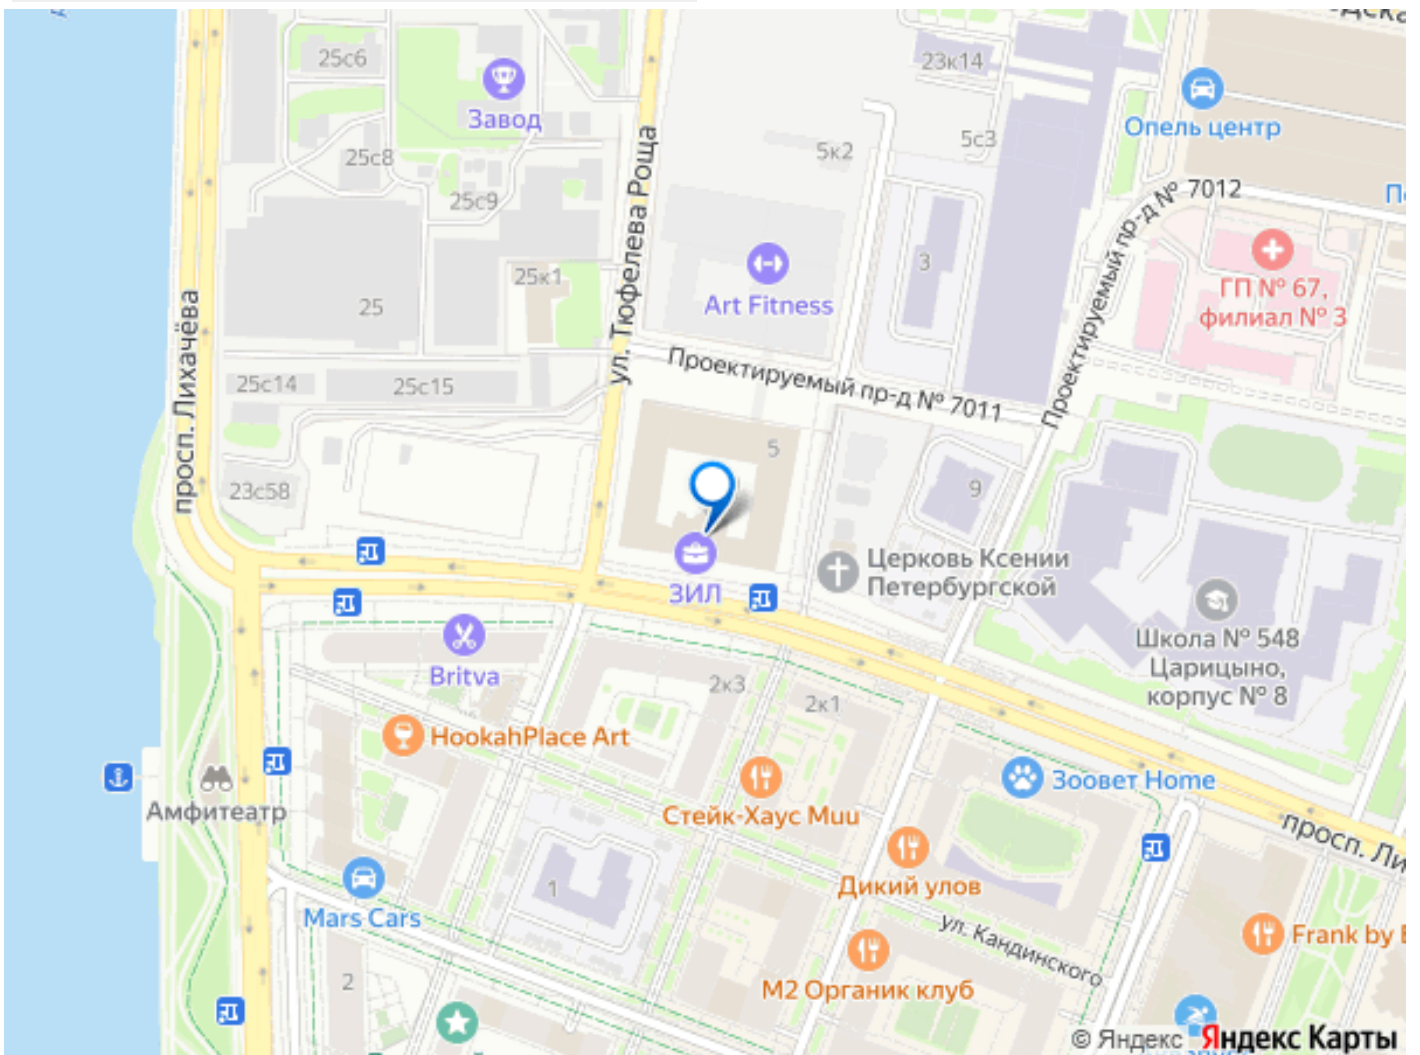 25с6
23к14
Завод
Опель центр
5с3
5к2
25с8
25с9
Проектируемый пр-д № 7012
ул. Тюфелева Роща
3
25к1
Art Fitness
ГП № 67,
филиал № 3
25
просп. Лихачёва
Проектируемый пр-д № 7011
25с14
25с15
5
9
23с58
Церковь Ксении
Петербургской
ЗИЛ
Школа № 548
Царицыно,
корпус № 8
Britva
2к3
2к1
HookahPlace Art
Зоовет Home
Амфитеатр
Стейк-Хаус Muu
просп. Ли
Дикий улов
1
Mars Cars
ул. Кандинского
Frank by
2
М2 Органик клуб
© Яндекс Яндекс Карты